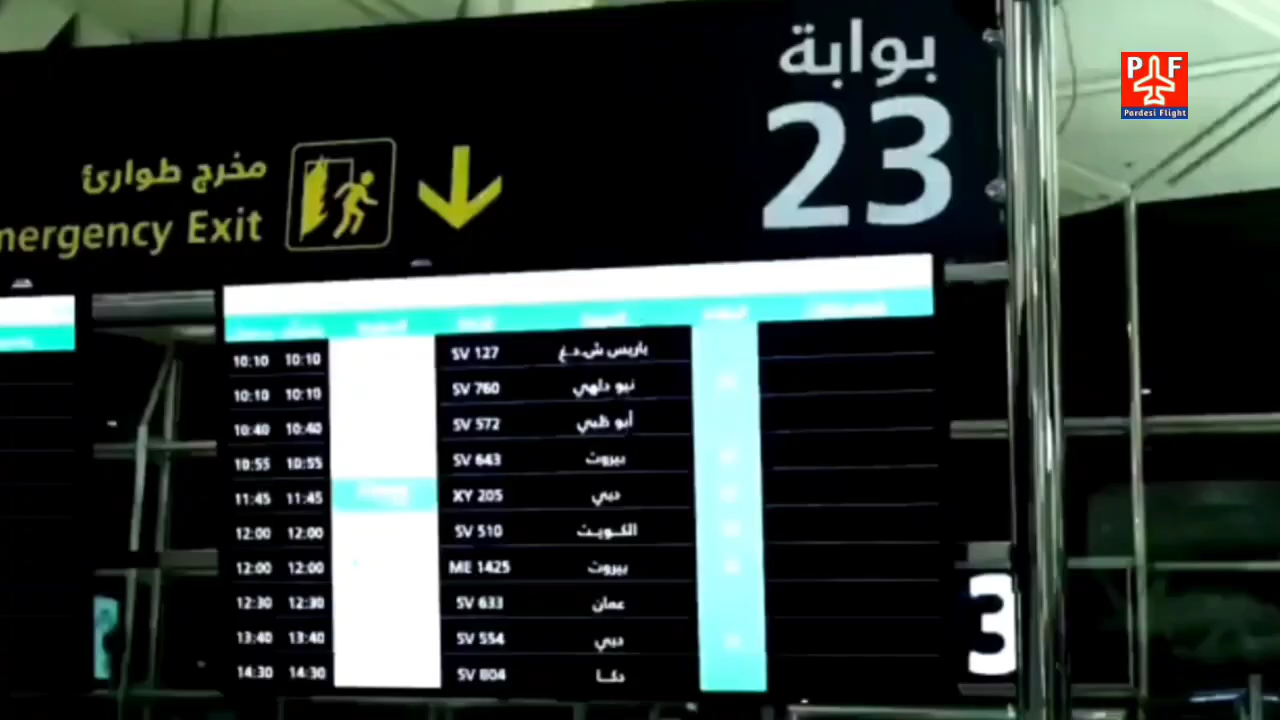 بوابة
23
مخرج طوارئ
mergency Exit
P F
Pardesi Flight
10:10 10:10 SV 127 باريس ش.د.غ
10:10 10:10 SV 760 نيو دلهي
10:40 10:40 SV 572 أبو ظبي
10:55 10:55 SV 643 بيروت
11:45 11:45 XY 205 دبي
12:00 12:00 SV 510 الكويت
12:00 12:00 ME 1425 بيروت
12:30 12:30 SV 633 عمان
13:40 13:40 SV 554 دبي
14:30 14:30 SV 804 دكا
3